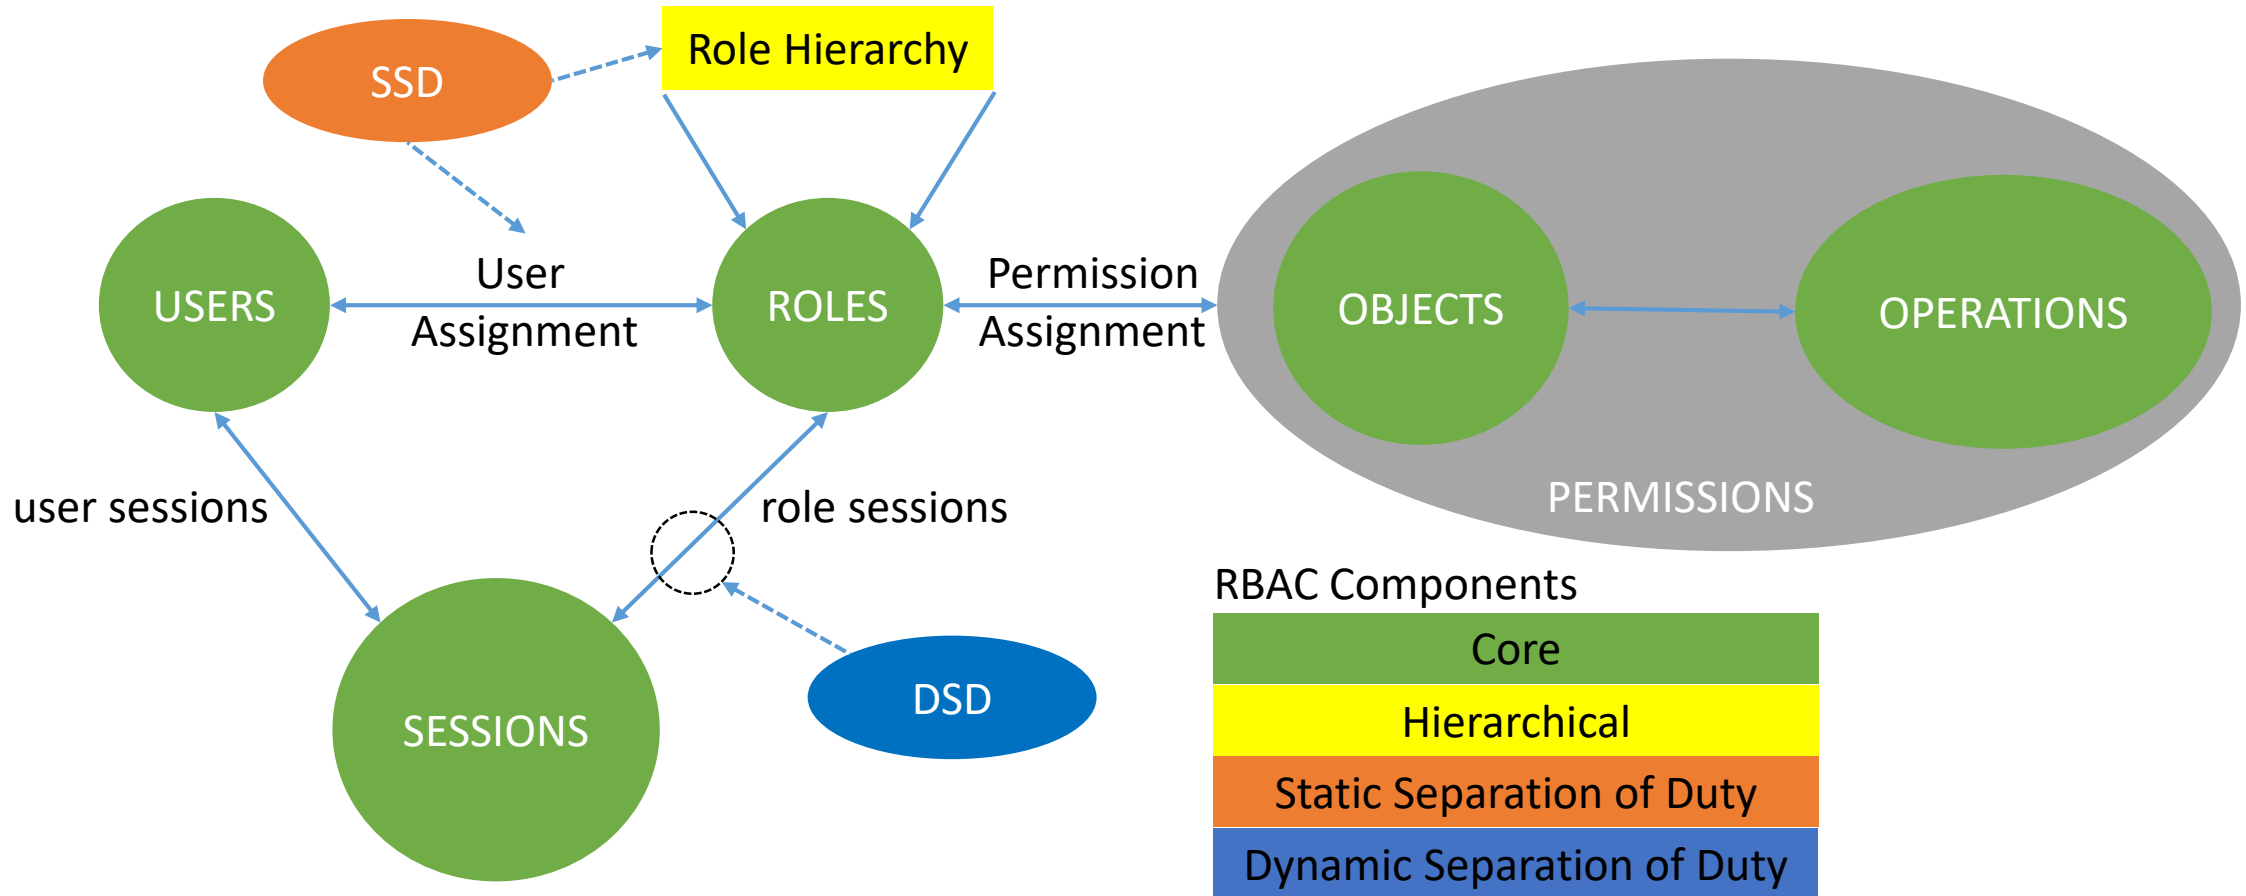 Role Hierarchy
SSD
User
Assignment
USERS
ROLES
Permission
Assignment
OBJECTS
OPERATIONS
PERMISSIONS
user sessions
role sessions
SESSIONS
DSD
RBAC Components
Core
Hierarchical
Static Separation of Duty
Dynamic Separation of Duty